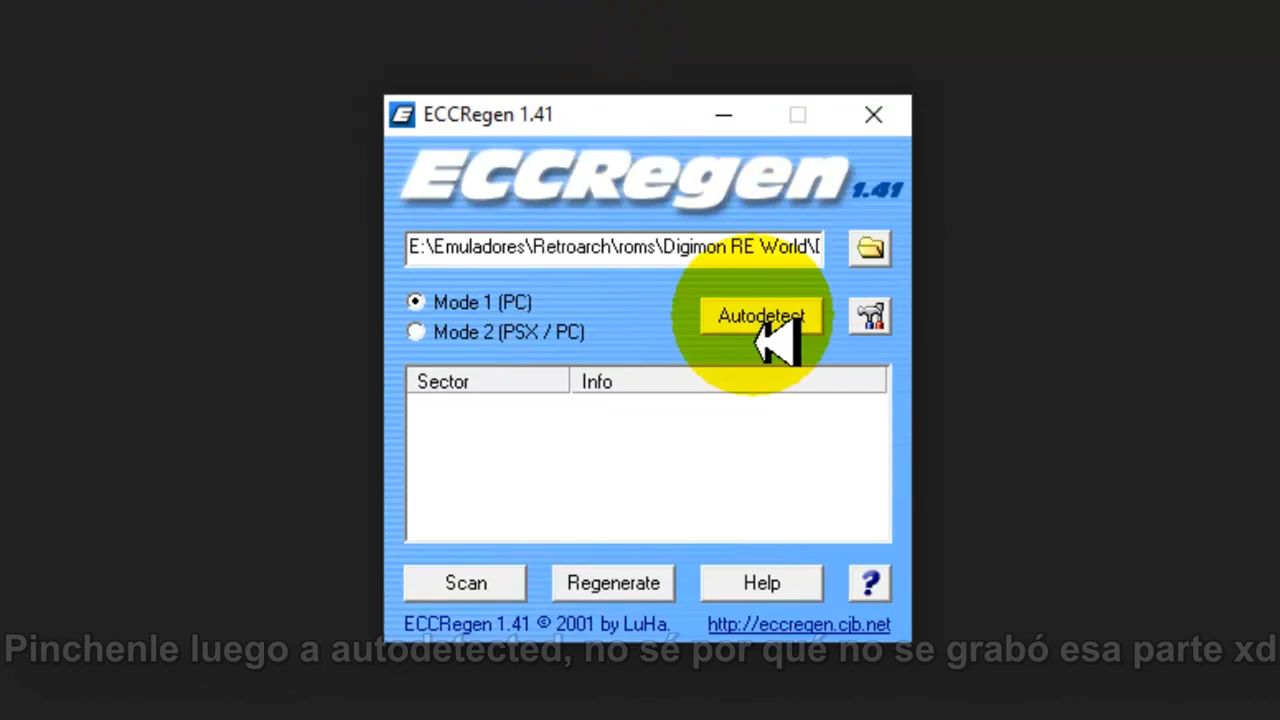 ECCRegen 1.41
ECCRegen 1.41
E:\Emuladores\Retroarch\roms\Digimon RE World\
Mode 1 (PC)
Autodetect
Mode 2 (PSX / PC)
Sector Info
Scan Regenerate Help ?
ECCRegen 1.41 © 2001 by LuHa. http://eccregen.cjb.net
Pinchenle luego a autodetected, no sé por qué no se grabó esa parte xd